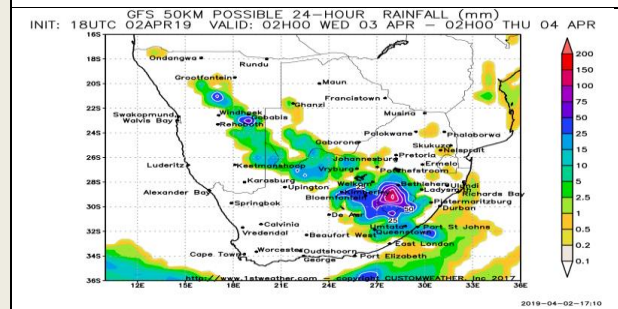 GFS 50KM POSSIBLE 24-HOUR RAINFALL (mm)
INIT: 18UTC 02APR19 VALID: 02H00 WED 03 APR - 02H00 THU 04 APR
16S
18S
20S
22S
24S
26S
28S
30S
32S
34S
36S
Ondangwa
Rundu
Grootfontein
Maun
Francistown
Ghanzi
Windhoek
Gobabis
Swakopmund
Walvis Bay
Rehoboth
Musina
Polokwane
Phalaborwa
Gaborone
Skukuza
Nelspruit
Johannesburg
Pretoria
Ermelo
Luderitz
Keetmanshoop
Vryburg
Potchefstroom
Karasburg
Upington
Welkom
Kimberley
Bethlehem
Ulundi
Ladysmith
Richards Bay
Alexander Bay
Bloemfontein
Pietermaritzburg
Durban
Springbok
De Aar
50
25
Calvinia
Vredendal
Umtata
Port St Johns
Queenstown
Beaufort West
East London
Cape Town
Worcester
Oudtshoorn
George
Port Elizabeth
http://www.1stweather.com - copyright CUSTOMWEATHER, Inc 2017
12E 15E 18E 21E 24E 27E 30E 33E 36E
200
150
100
75
50
25
20
15
10
5
2.5
1
0.5
0.2
0.1
2019-04-02-17:10